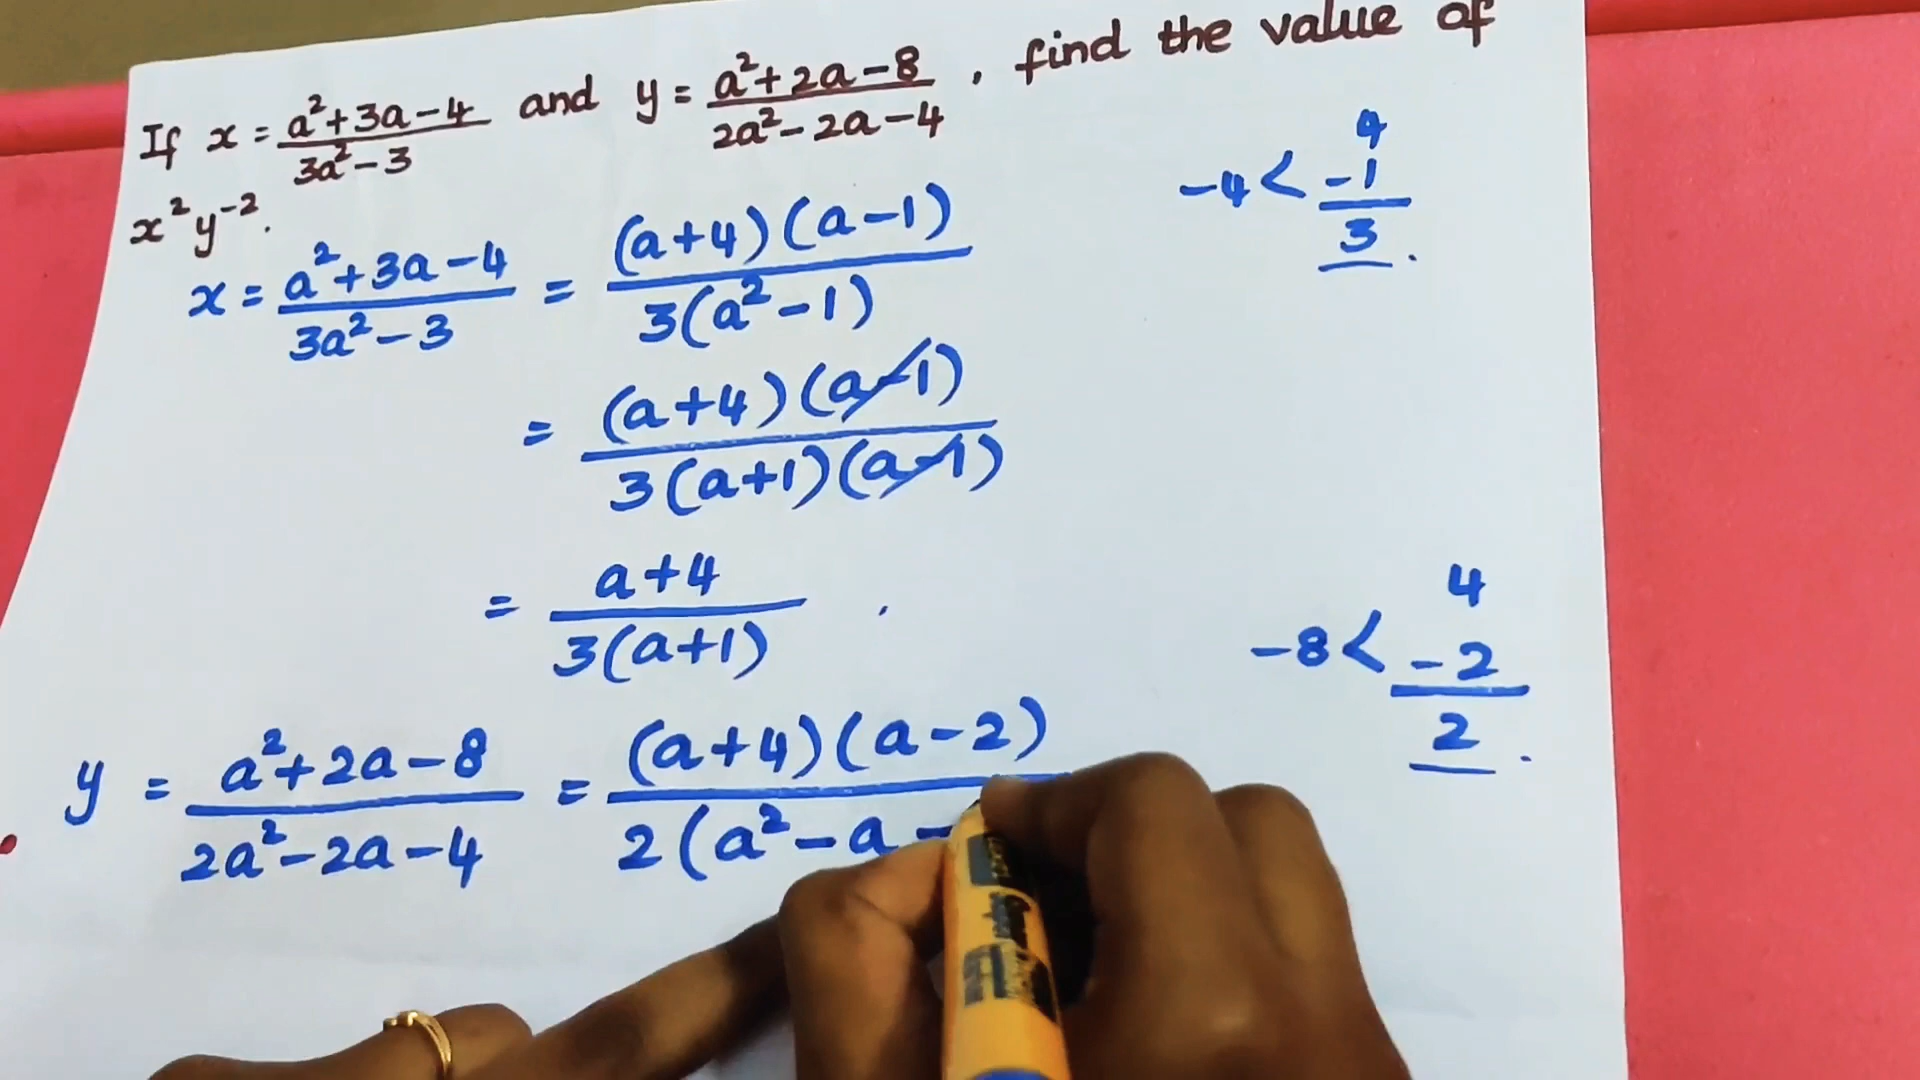 If x = (a²+3a-4)/(3a²-3) and y = (a²+2a-8)/(2a²-2a-4), find the value of
x²y⁻².
x = (a²+3a-4)/(3a²-3) = ((a+4)(a-1))/(3(a²-1))
-4 < 4
-1
3.
= ((a+4)(a-1))/(3(a+1)(a-1))
= (a+4)/(3(a+1))
-8 < 4
-2
2.
y = (a²+2a-8)/(2a²-2a-4) = ((a+4)(a-2))/(2(a²-a-